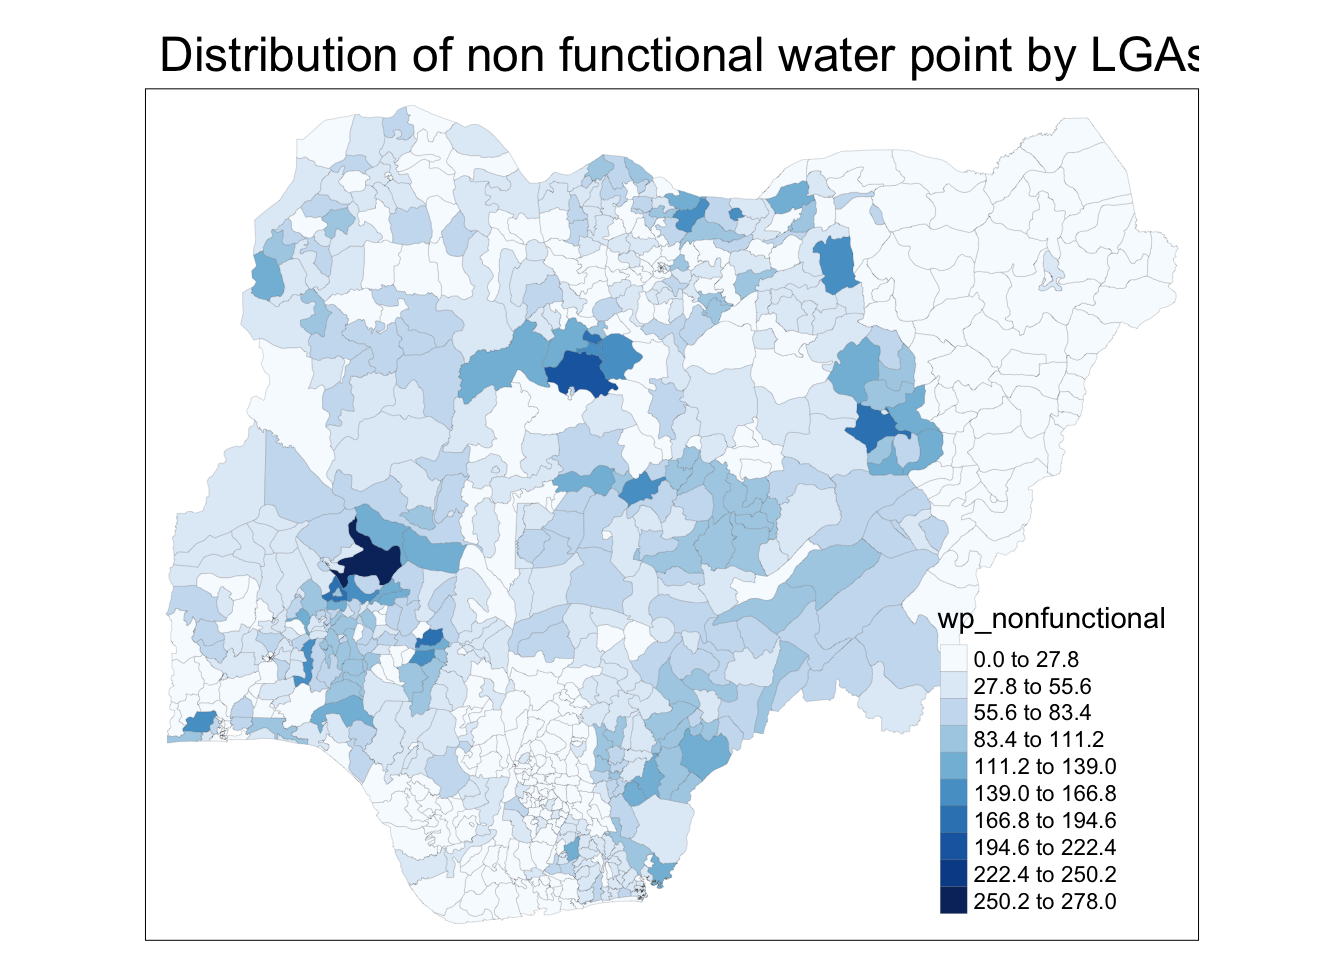 Distribution of non functional water point by LGAs
wp_nonfunctional
0.0 to 27.8
27.8 to 55.6
55.6 to 83.4
83.4 to 111.2
111.2 to 139.0
139.0 to 166.8
166.8 to 194.6
194.6 to 222.4
222.4 to 250.2
250.2 to 278.0